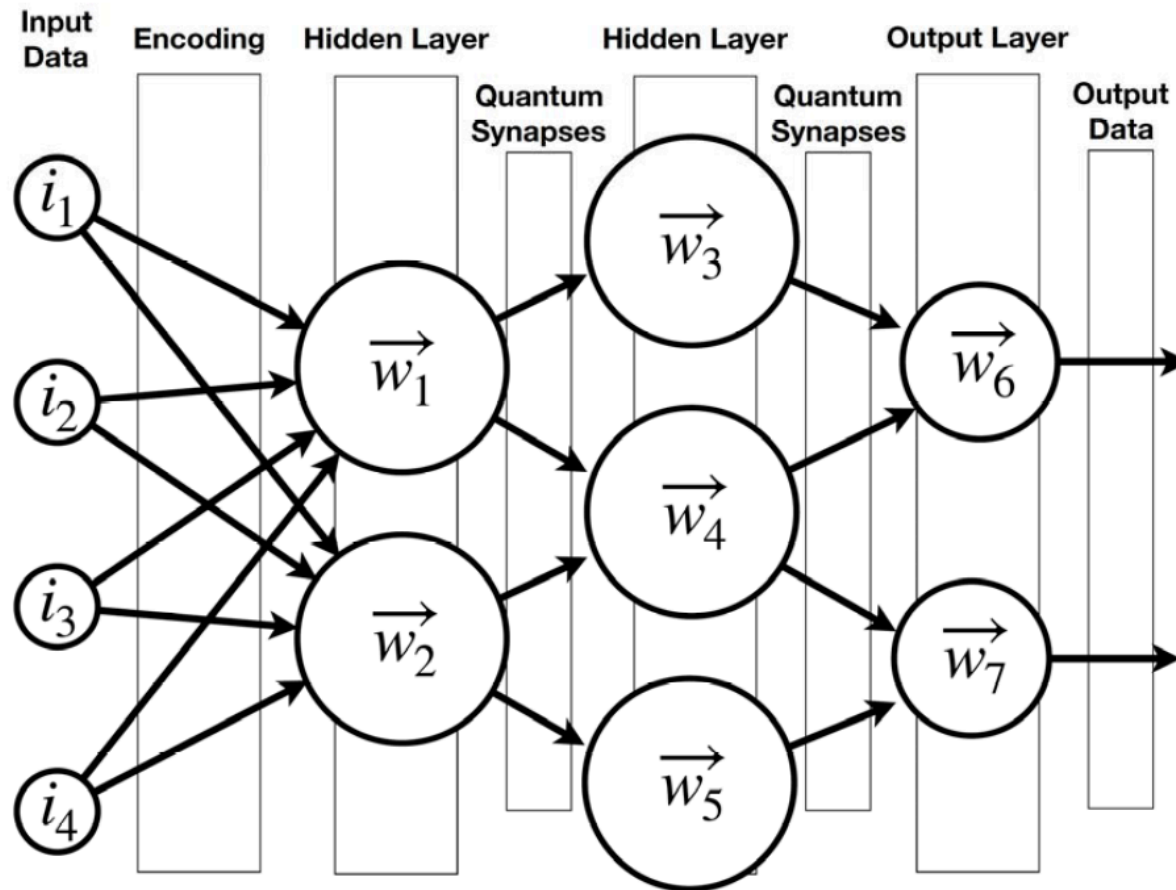 Input
Data
Encoding
Hidden Layer
Quantum
Synapses
Hidden Layer
Quantum
Synapses
Output Layer
Output
Data
i₁
i₂
i₃
i₄
w₁→
w₂→
w₃→
w₄→
w₅→
w₆→
w₇→